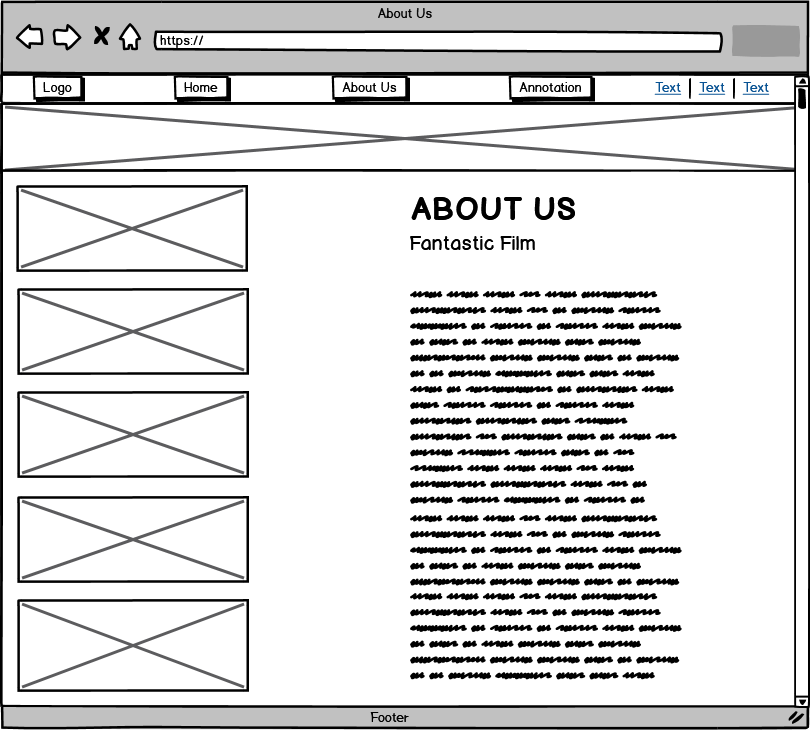 About Us
https://
Logo Home About Us Annotation Text Text Text
ABOUT US
Fantastic Film
Footer